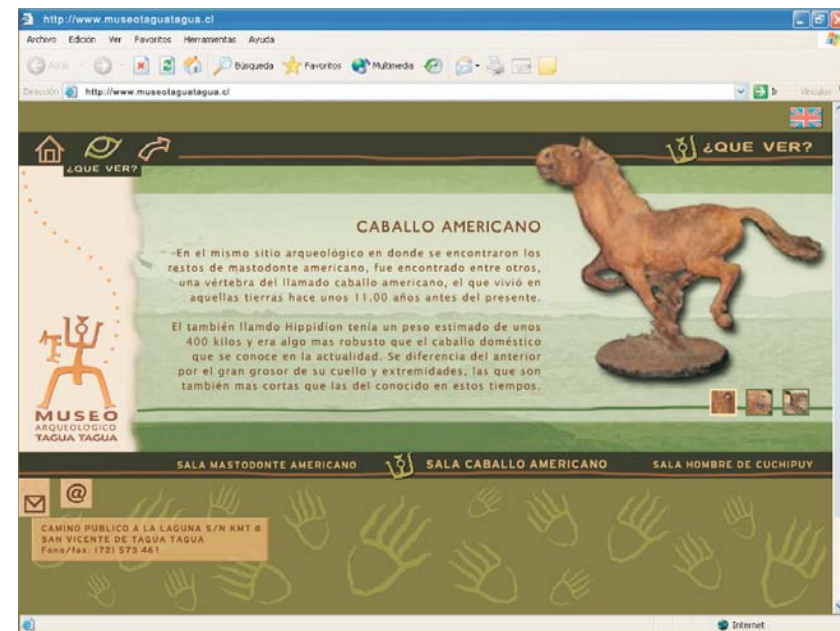 http://www.museotaguatagua.cl
Archivo Edición Ver Favoritos Herramientas Ayuda
Atrás Búsqueda Favoritos Multimedia
Dirección http://www.museotaguatagua.cl Ir Vínculos
¿QUE VER?
¿QUE VER?
CABALLO AMERICANO
En el mismo sitio arqueológico en donde se encontraron los
restos de mastodonte americano, fue encontrado entre otros,
una vértebra del llamado caballo americano, el que vivió en
aquellas tierras hace unos 11.00 años antes del presente.
El también llamdo Hippidion tenía un peso estimado de unos
400 kilos y era algo mas robusto que el caballo doméstico
que se conoce en la actualidad. Se diferencia del anterior
por el gran grosor de su cuello y extremidades, las que son
también mas cortas que las del conocido en estos tiempos.
MUSEO
ARQUEOLOGICO
TAGUA TAGUA
SALA MASTODONTE AMERICANO SALA CABALLO AMERICANO SALA HOMBRE DE CUCHIPUY
@
CAMINO PUBLICO A LA LAGUNA S/N KMT 8
SAN VICENTE DE TAGUA TAGUA
Fono/fax: (72) 573 461
Internet